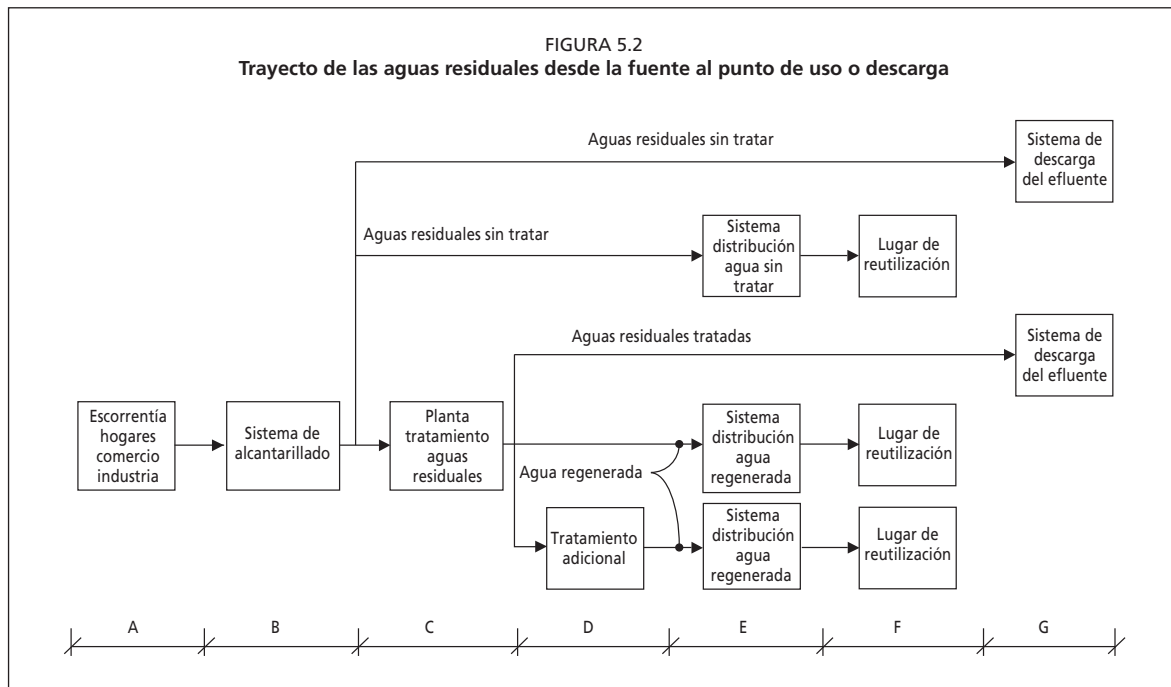 FIGURA 5.2
Trayecto de las aguas residuales desde la fuente al punto de uso o descarga
Aguas residuales sin tratar
Sistema de
descarga
del efluente
Aguas residuales sin tratar
Sistema
distribución
agua sin
tratar
Lugar de
reutilización
Aguas residuales tratadas
Sistema de
descarga
del efluente
Escorrentía
hogares
comercio
industria
Sistema de
alcantarillado
Planta
tratamiento
aguas
residuales
Agua regenerada
Sistema
distribución
agua
regenerada
Lugar de
reutilización
Tratamiento
adicional
Sistema
distribución
agua
regenerada
Lugar de
reutilización
A B C D E F G